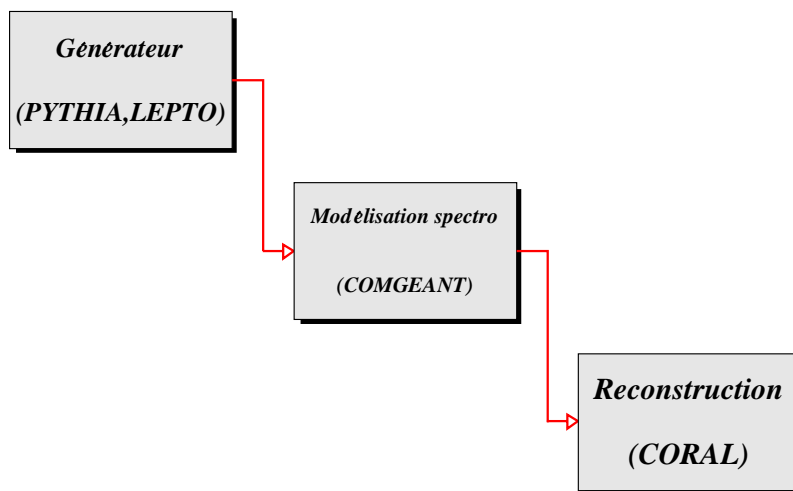 Générateur
(PYTHIA,LEPTO)
Modélisation spectro
(COMGEANT)
Reconstruction
(CORAL)